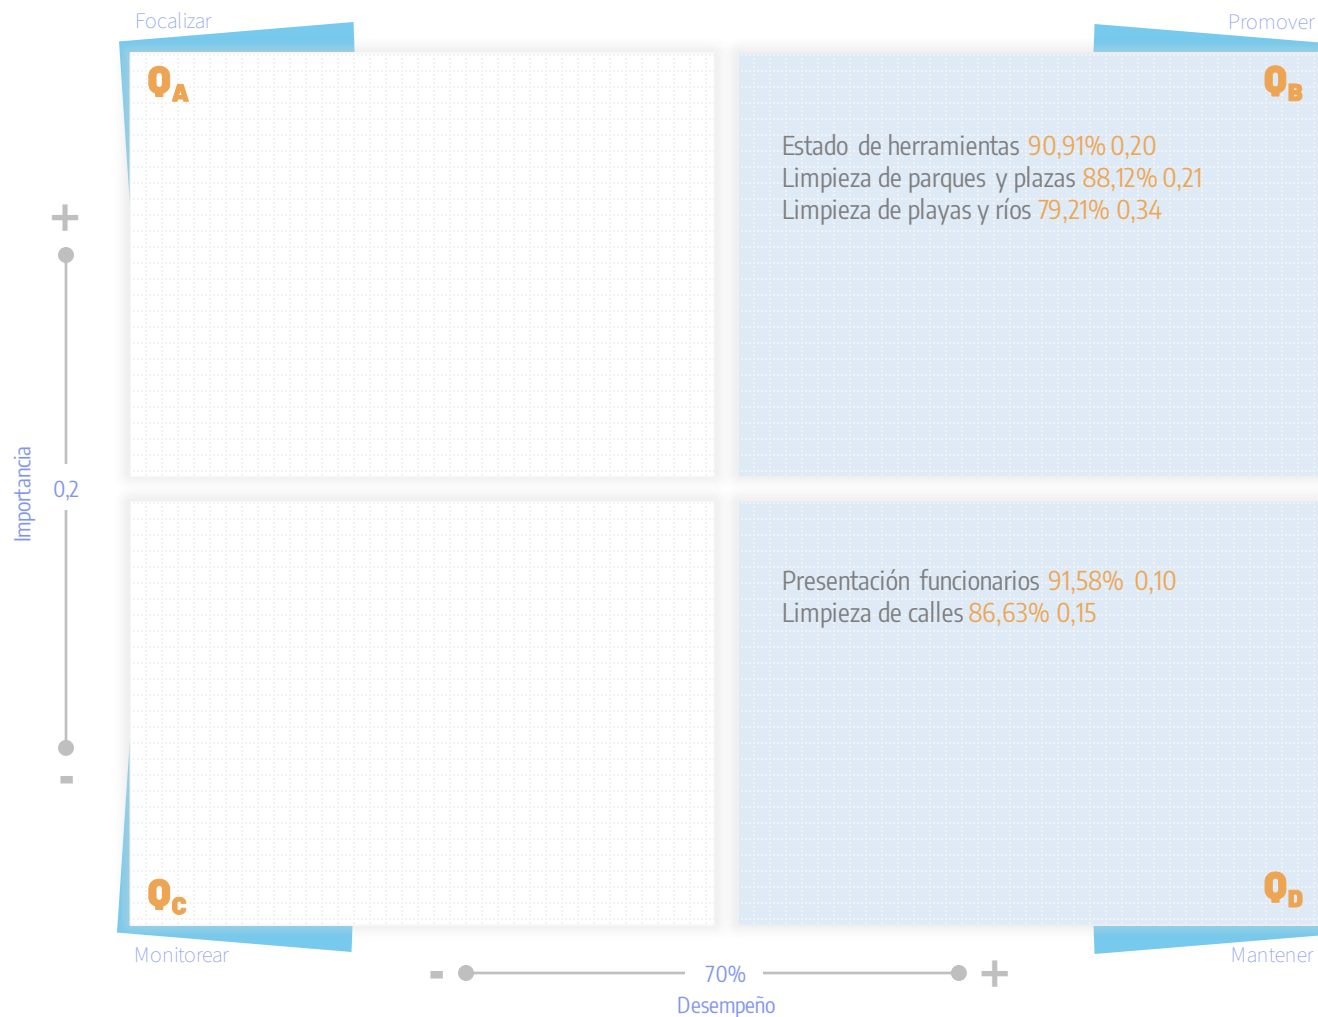 Focalizar
Promover
QA
QB
Estado de herramientas 90,91% 0,20
Limpieza de parques y plazas 88,12% 0,21
Limpieza de playas y ríos 79,21% 0,34
+
Importancia
0,2
-
Presentación funcionarios 91,58% 0,10
Limpieza de calles 86,63% 0,15
QC
QD
Monitorear
Mantener
- 70% +
Desempeño